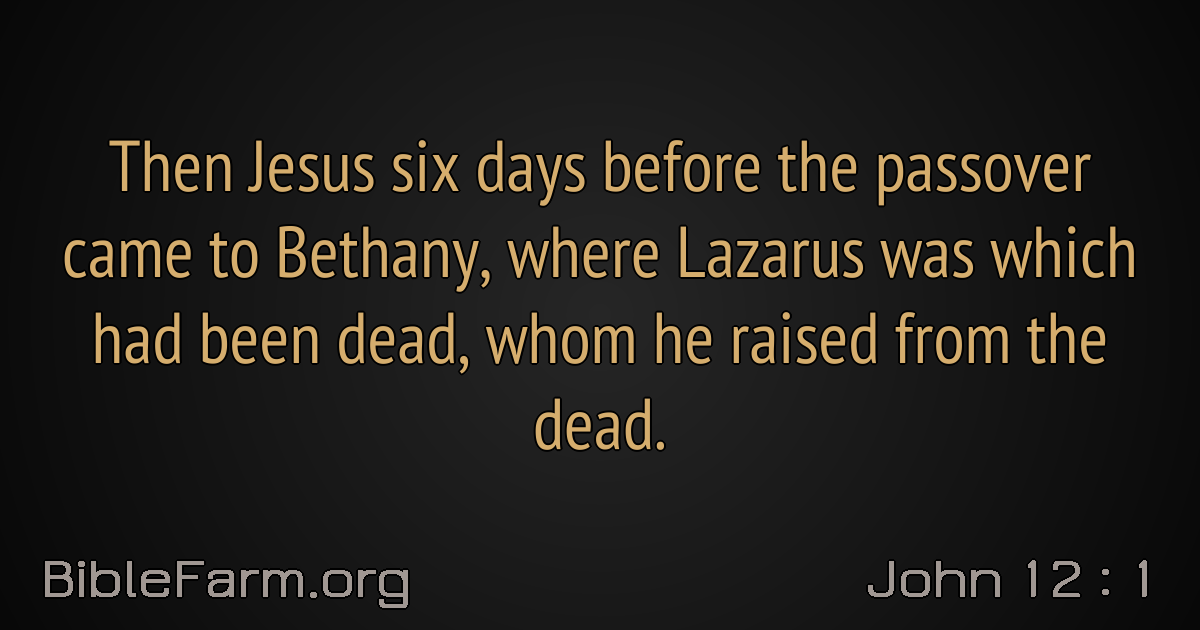 Then Jesus six days before the passover
came to Bethany, where Lazarus was which
had been dead, whom he raised from the
dead.
BibleFarm.org
John 12 : 1